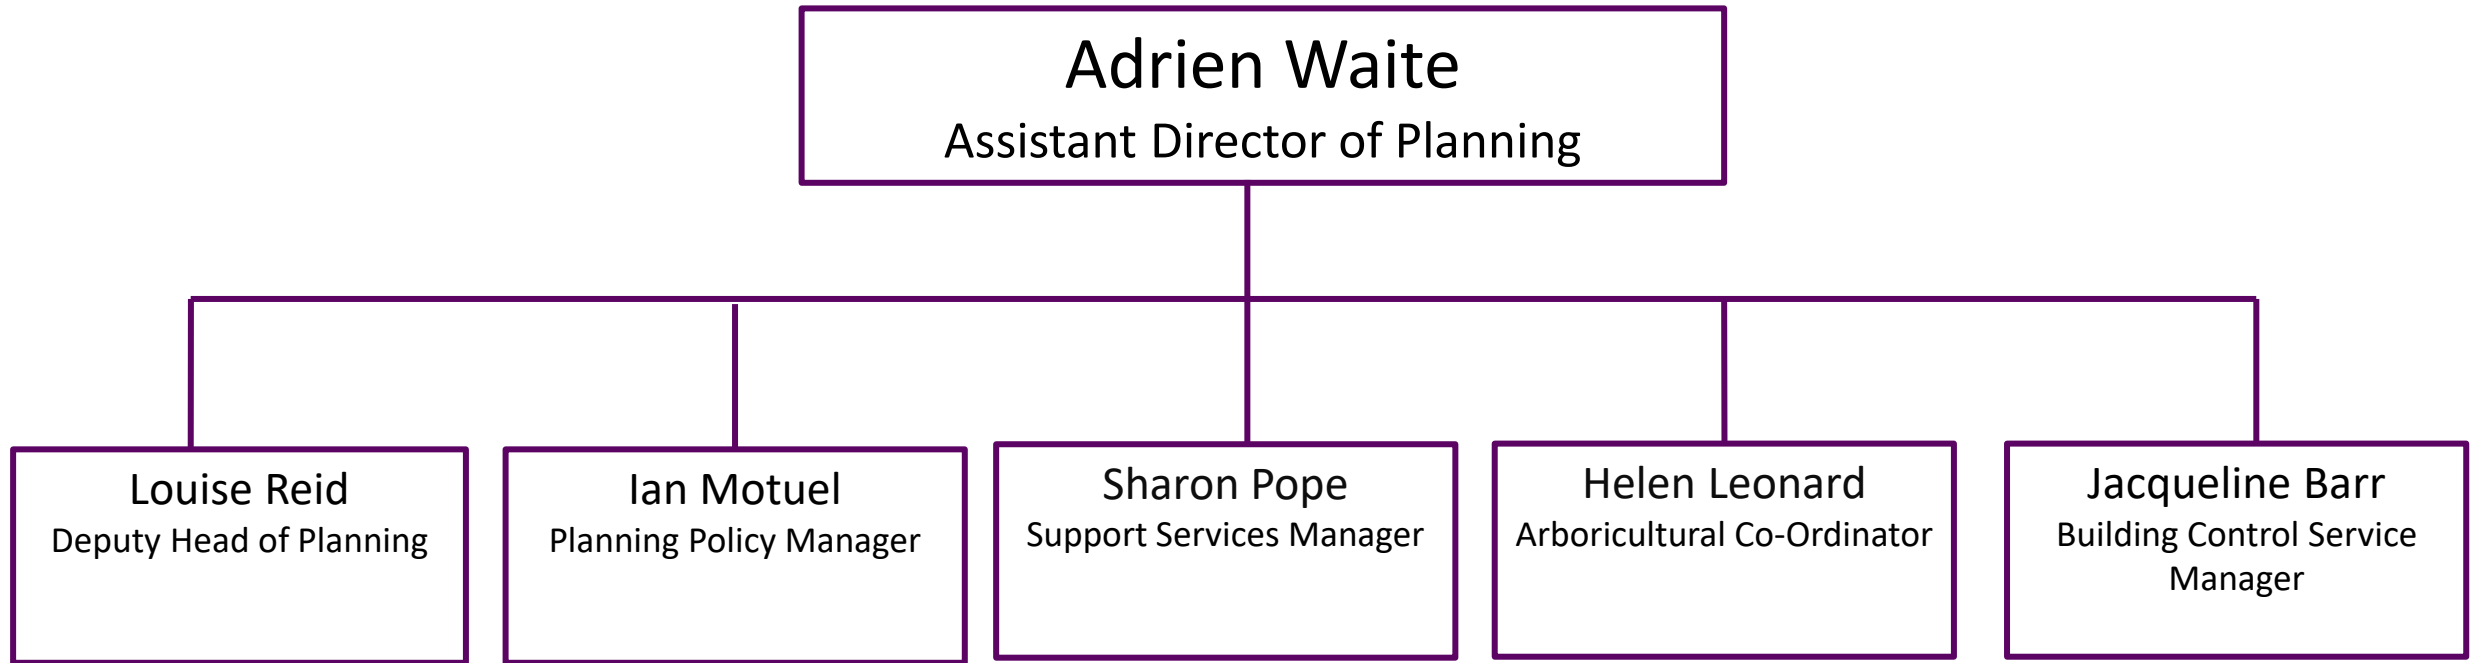 Adrien Waite
Assistant Director of Planning
Louise Reid
Deputy Head of Planning
Ian Motuel
Planning Policy Manager
Sharon Pope
Support Services Manager
Helen Leonard
Arboricultural Co-Ordinator
Jacqueline Barr
Building Control Service
Manager